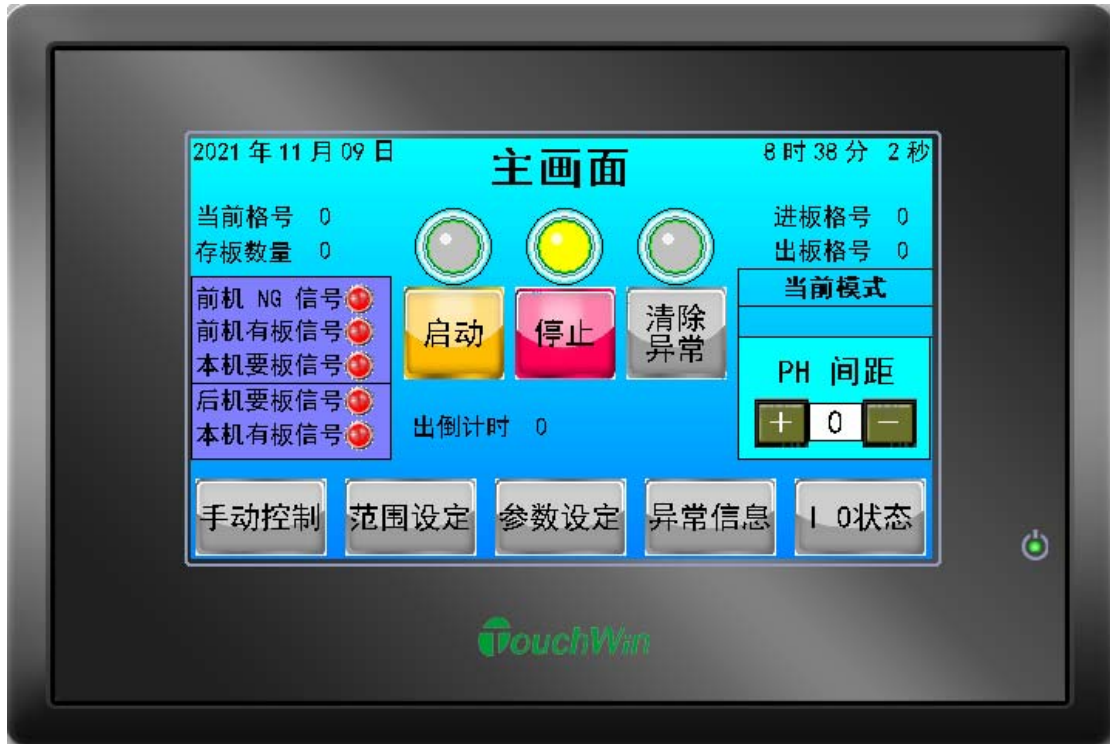 2021 年 11 月 09 日
主画面
8 时 38 分 2 秒
当前格号 0
存板数量 0
进板格号 0
出板格号 0
前机 NG 信号
前机有板信号
本机要板信号
后机要板信号
本机有板信号
启动
停止
清除
异常
当前模式
PH 间距
+ 0 -
出倒计时 0
手动控制
范围设定
参数设定
异常信息
I O状态
TouchWin